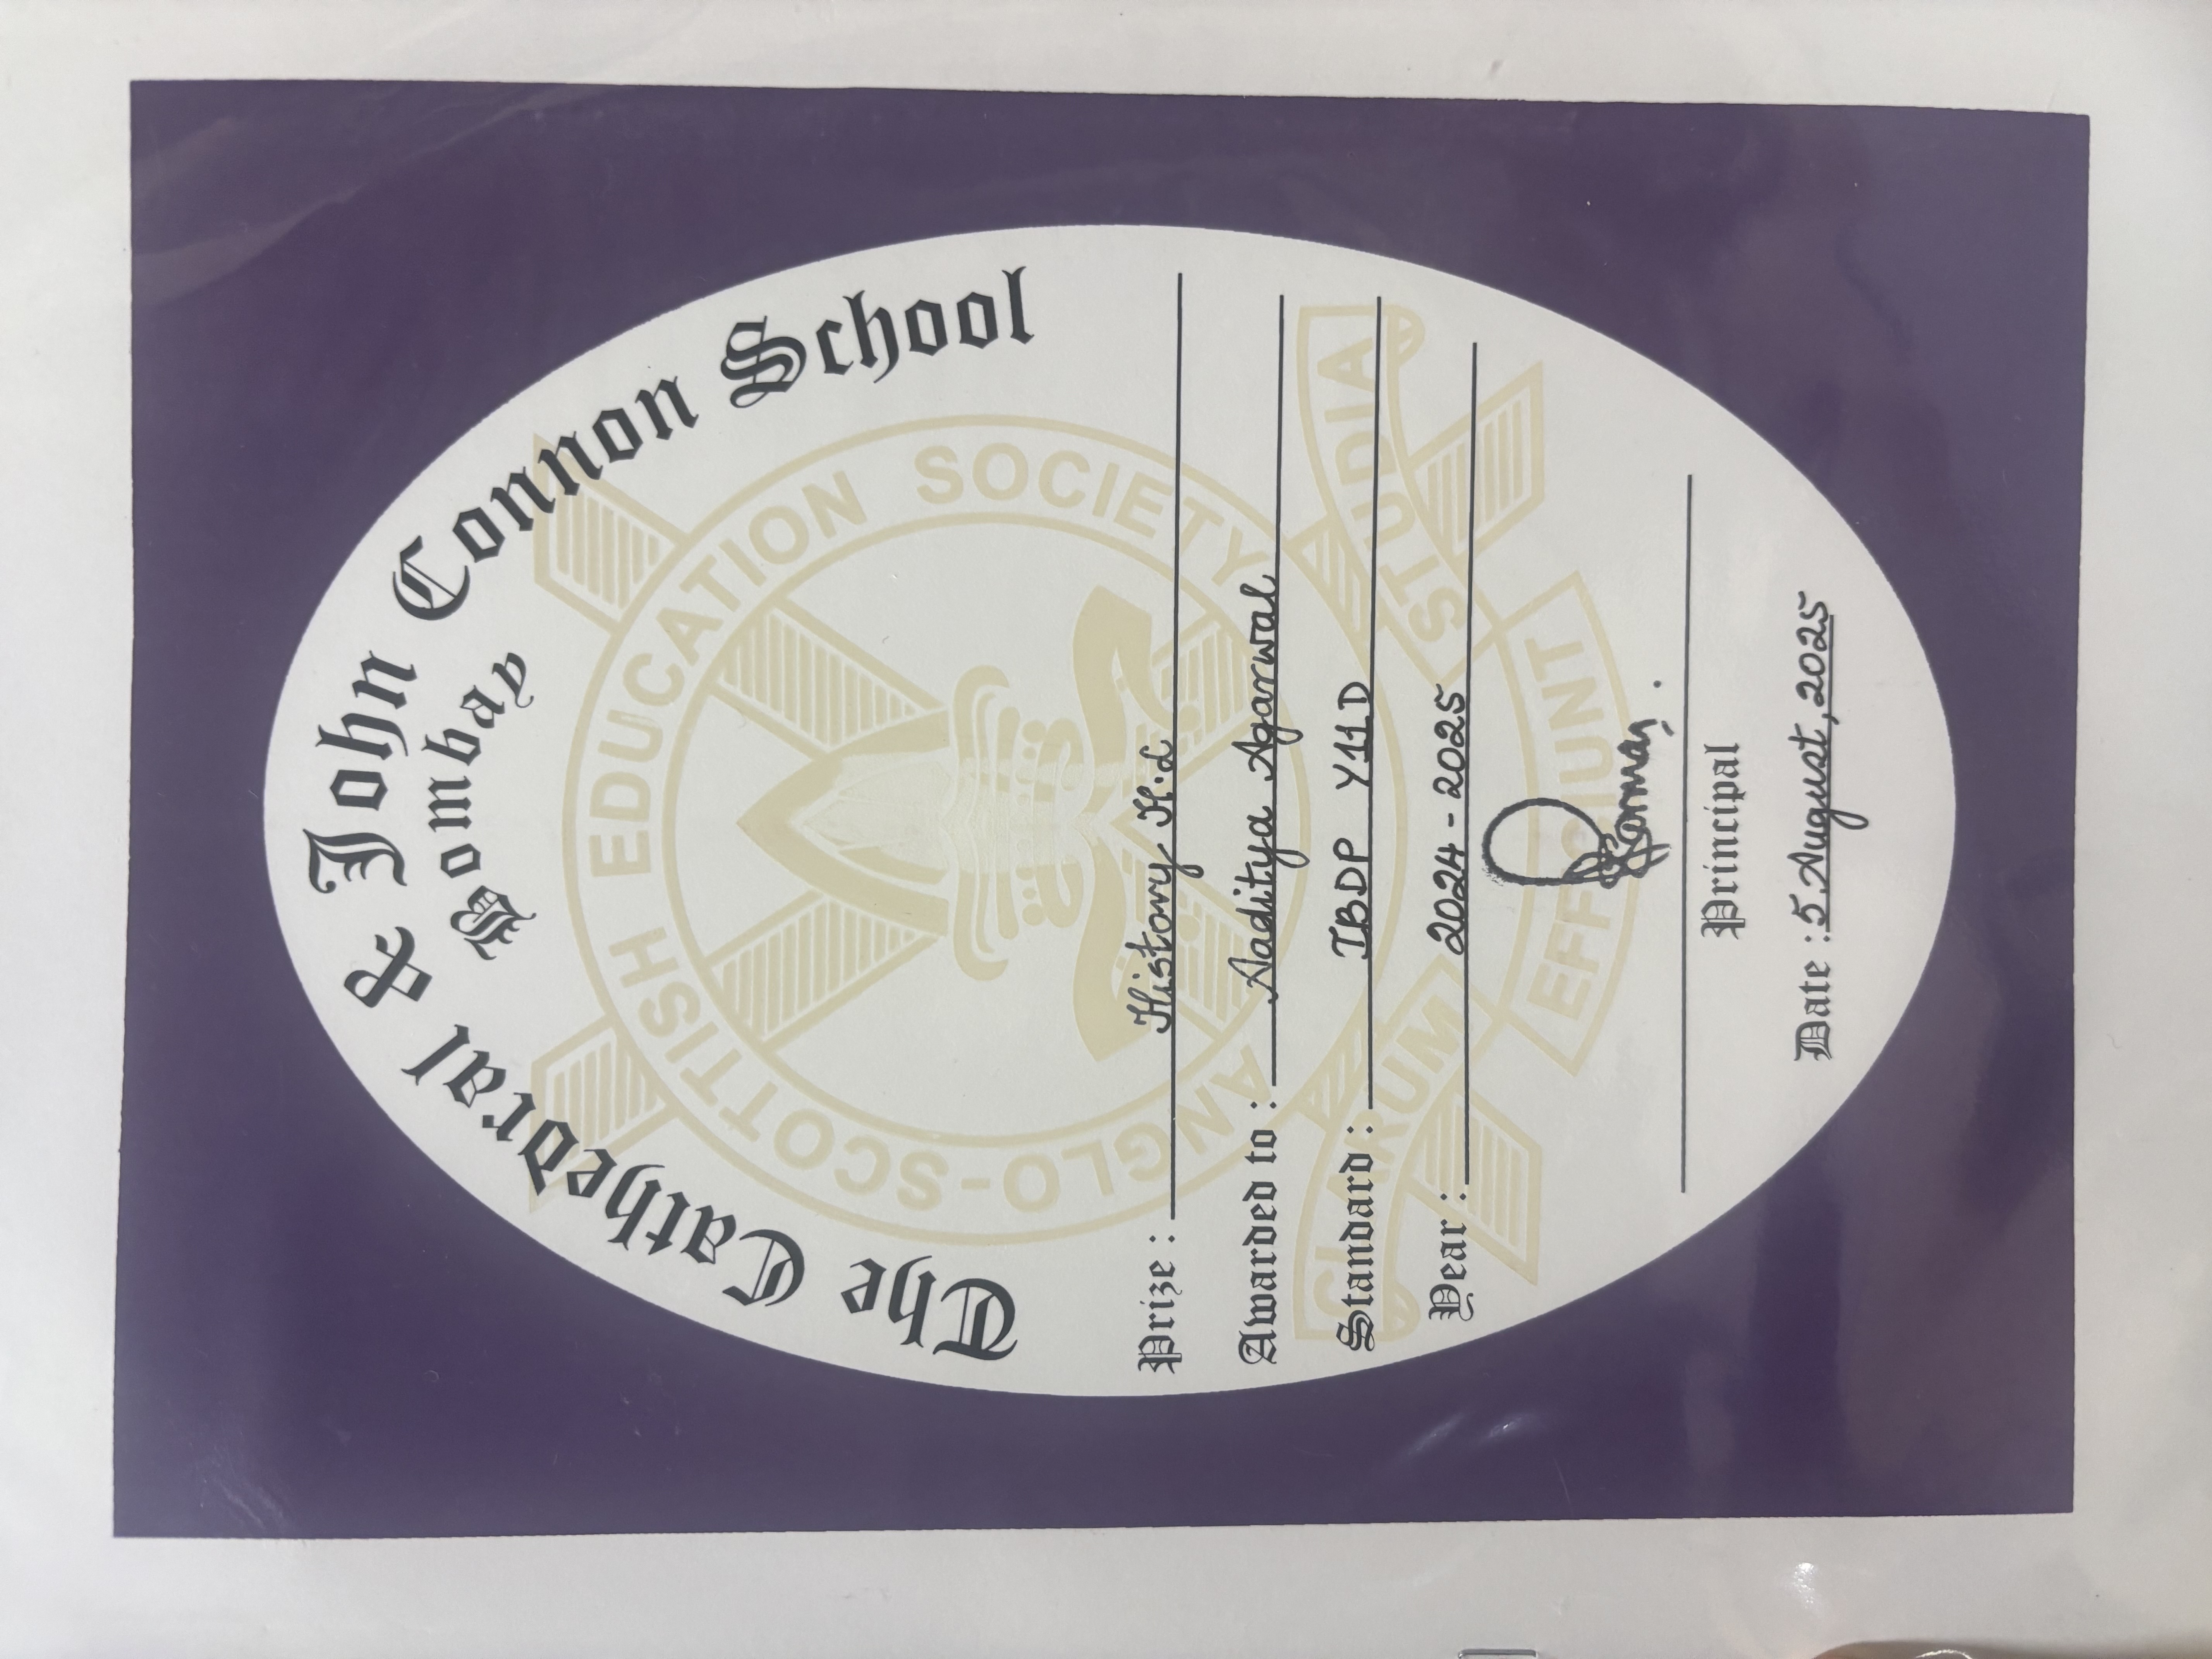 The Cathedral & John Connon School
Bombay
ANGLO-SCOTTISH EDUCATION SOCIETY
Prize : History H.L
Awarded to : Aaditya Agarwal
Standard : IBDP Y11D
Year : 2024 - 2025
CLARUM EFFICIUNT STUDIA
Principal
Date : 5 August, 2025